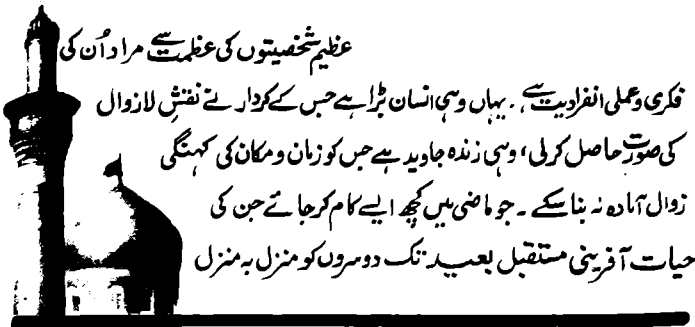 عظیم شخصیتوں کی عظمت سے مراد اُن کی
فکری و عملی انفرادیت ہے۔ یہاں وہی انسان بڑا ہے جس کے کردار نے نقشِ لازوال
کی صورت حاصل کرلی، وہی زندہ جاوید ہے جس کو زمان و مکان کی کہنگی
زوال آمادہ نہ بنا سکے۔ جو ماضی میں کچھ ایسے کام کر جائے جن کی
حیات آفرینی مستقبل بعید تک دوسروں کو منزل بہ منزل